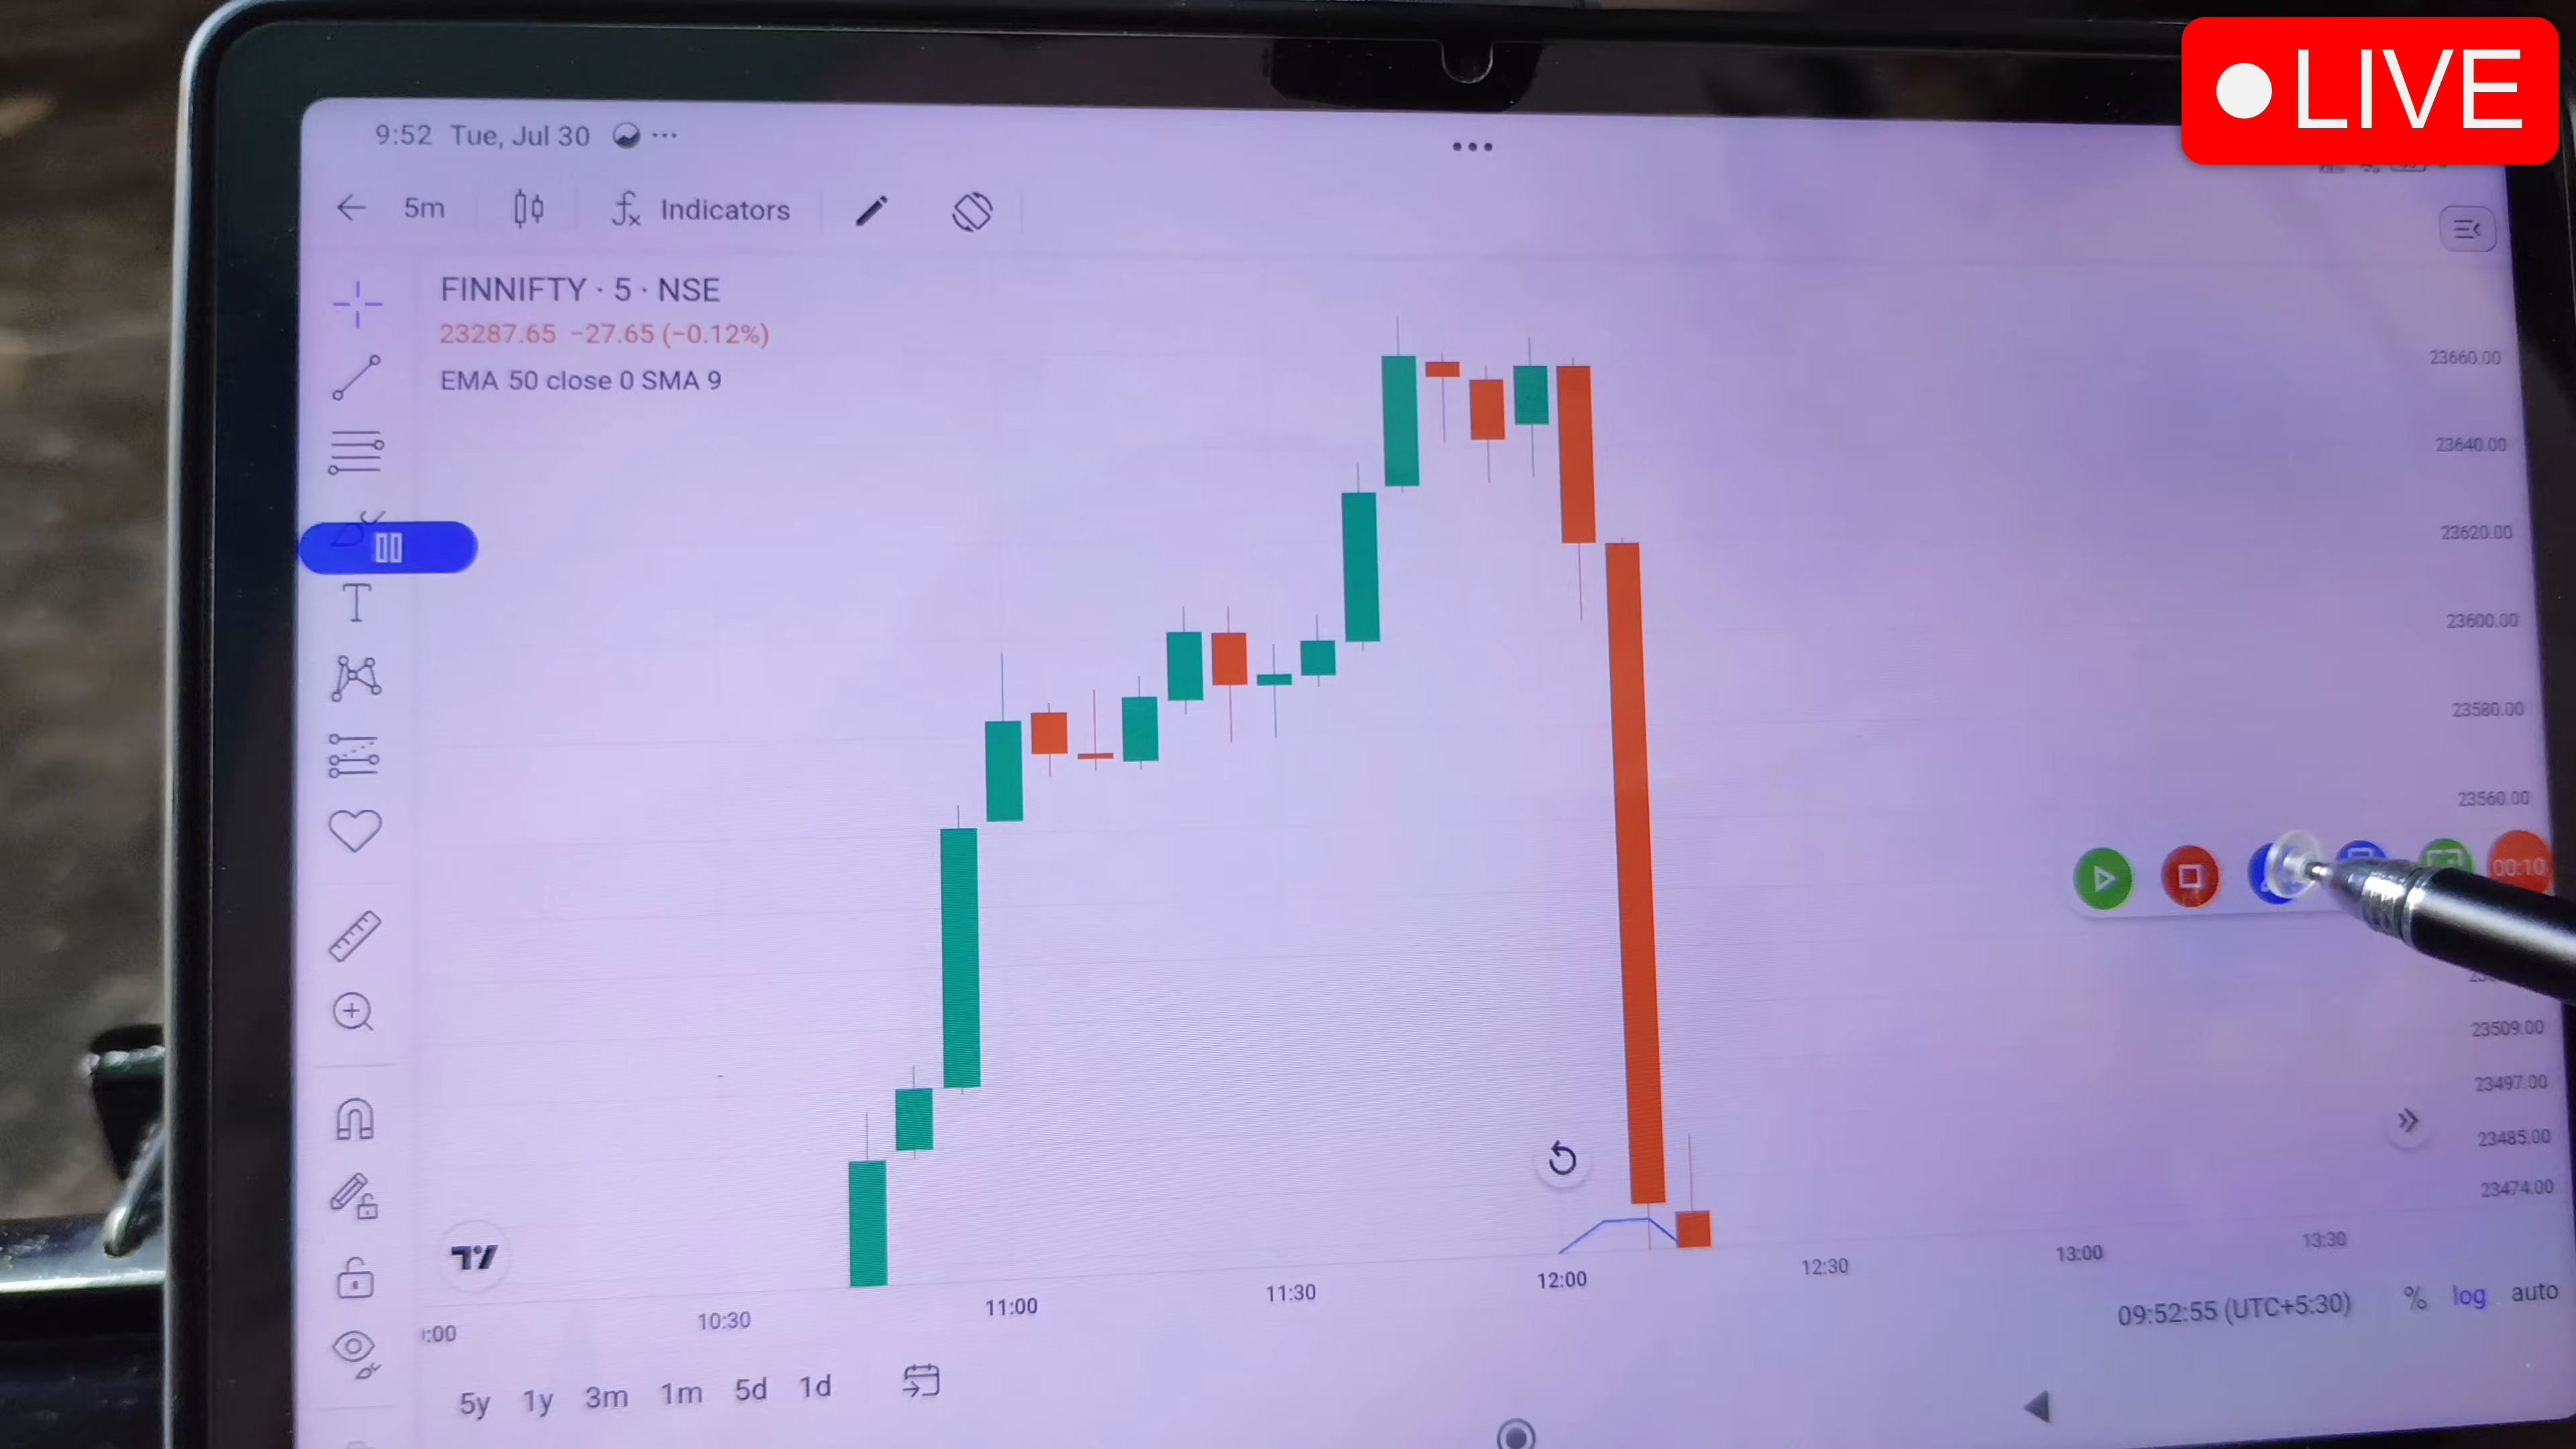 LIVE
9:52 Tue, Jul 30
5m
Indicators
FINNIFTY · 5 · NSE
23287.65 −27.65 (−0.12%)
EMA 50 close 0 SMA 9
T
23660.00
23640.00
23620.00
23600.00
23580.00
23560.00
00:10
23509.00
23497.00
23485.00
23474.00
:00
10:30
11:00
11:30
12:00
12:30
13:00
13:30
09:52:55 (UTC+5:30) % log auto
5y 1y 3m 1m 5d 1d